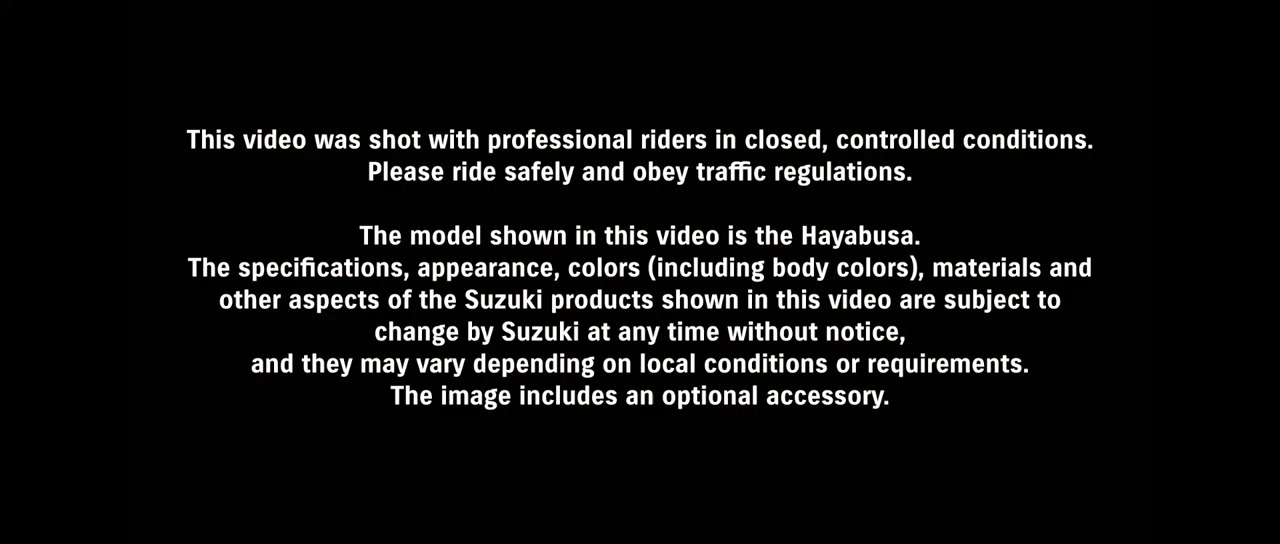 This video was shot with professional riders in closed, controlled conditions.
Please ride safely and obey traffic regulations.
The model shown in this video is the Hayabusa.
The specifications, appearance, colors (including body colors), materials and
other aspects of the Suzuki products shown in this video are subject to
change by Suzuki at any time without notice,
and they may vary depending on local conditions or requirements.
The image includes an optional accessory.